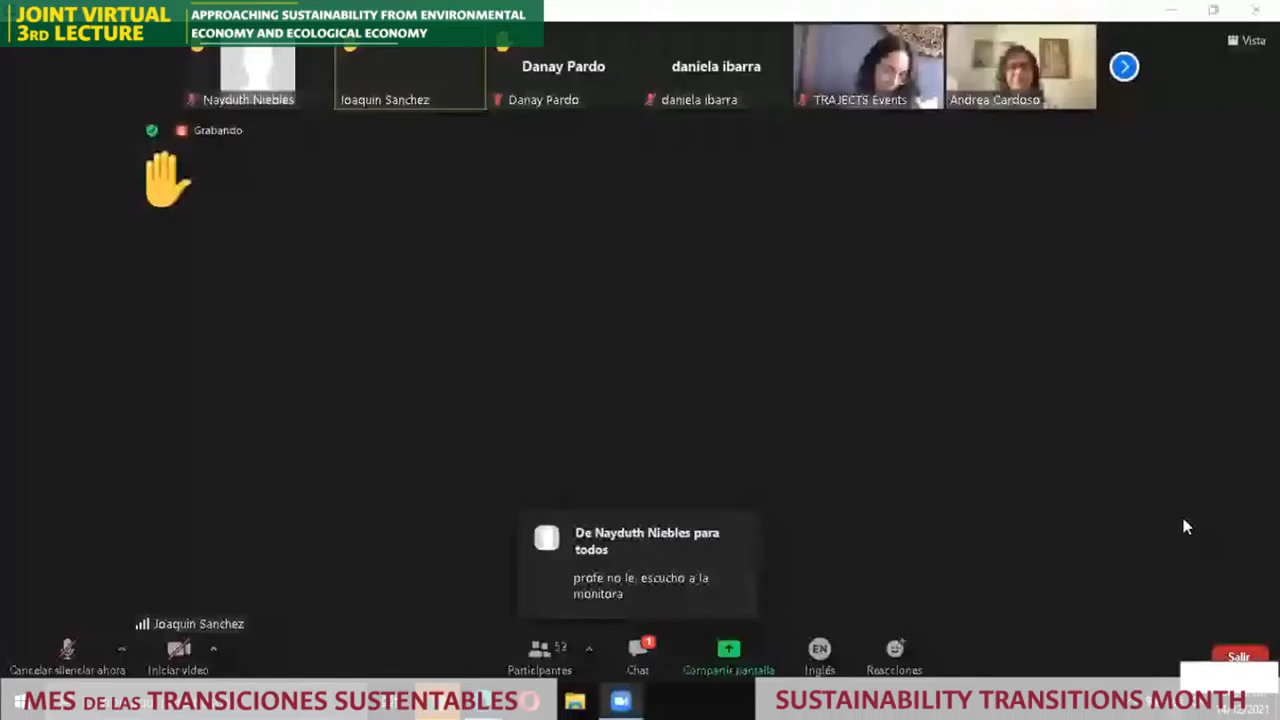 JOINT VIRTUAL
3RD LECTURE
APPROACHING SUSTAINABILITY FROM ENVIRONMENTAL
ECONOMY AND ECOLOGICAL ECONOMY
Vista
Danay Pardo
daniela ibarra
Nayduth Niebles
Joaquin Sanchez
Danay Pardo
daniela ibarra
TRAJECTS Events
Andrea Cardoso
Grabando
De Nayduth Niebles para
todos
profe no le escucho a la
monitora
Joaquin Sanchez
52
1
EN
Cancelar silenciar ahora
Iniciar video
Participantes
Chat
Compartir pantalla
Inglés
Reacciones
Salir
MES DE LAS TRANSICIONES SUSTENTABLES
SUSTAINABILITY TRANSITIONS MONTH